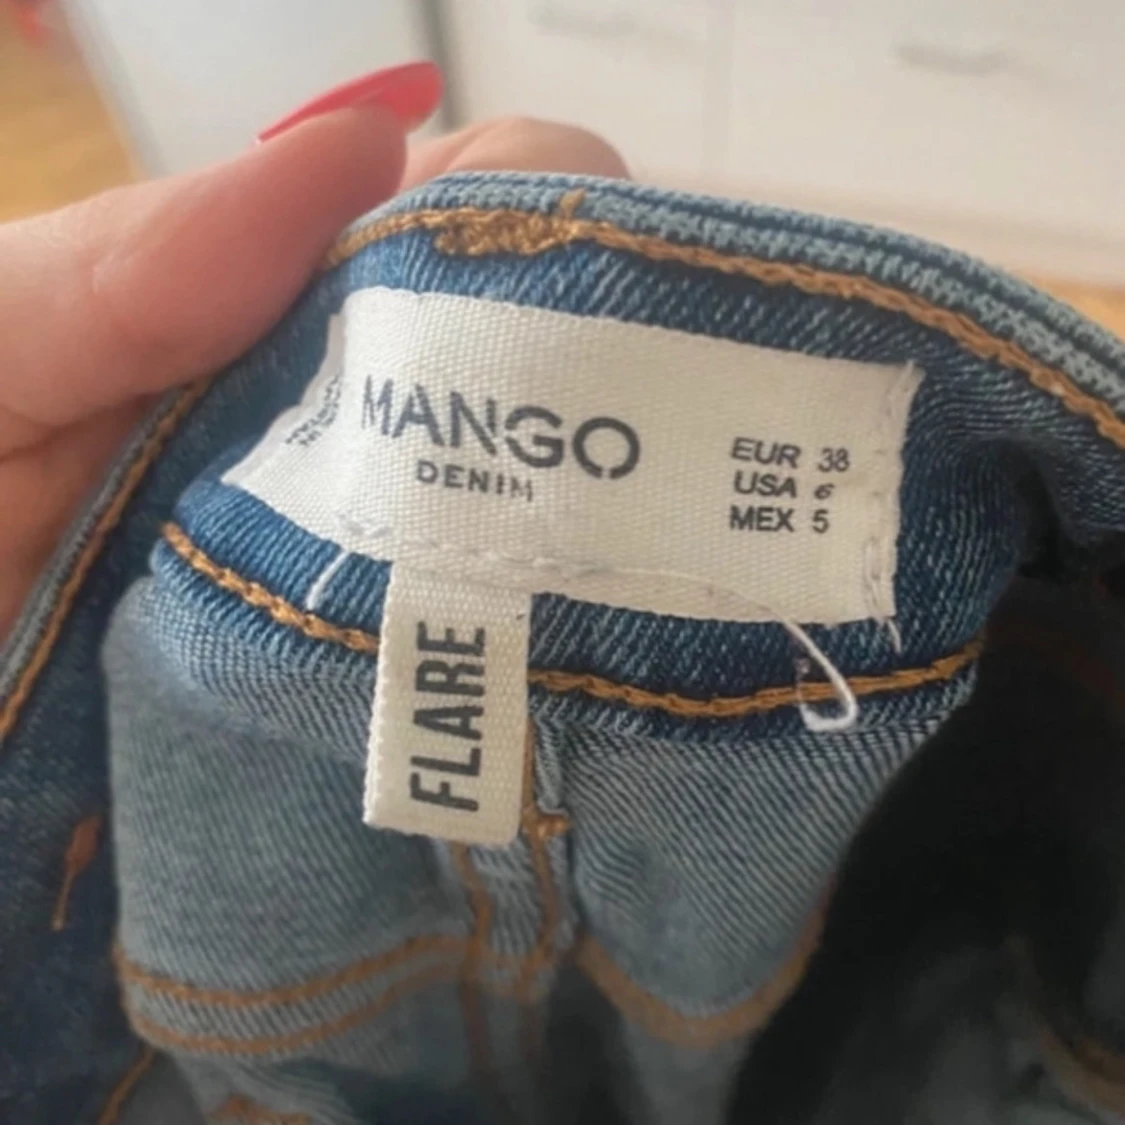 MANGO
DENIM
EUR 38
USA 6
MEX 5
FLARE